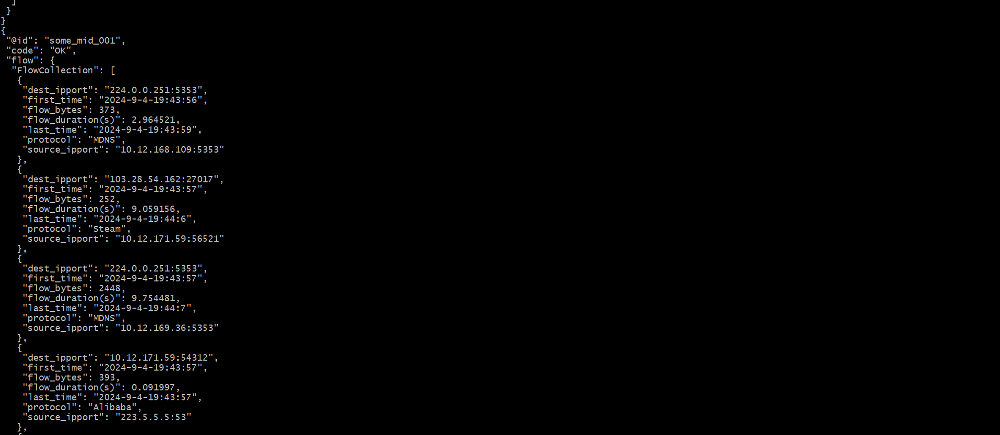 ]
}
}
{
"@id": "some_mid_001",
"code": "OK",
"flow": {
"FlowCollection": [
{
"dest_ipport": "224.0.0.251:5353",
"first_time": "2024-9-4-19:43:56",
"flow_bytes": 373,
"flow_duration(s)": 2.964521,
"last_time": "2024-9-4-19:43:59",
"protocol": "MDNS",
"source_ipport": "10.12.168.109:5353"
},
{
"dest_ipport": "103.28.54.162:27017",
"first_time": "2024-9-4-19:43:57",
"flow_bytes": 252,
"flow_duration(s)": 9.059156,
"last_time": "2024-9-4-19:44:6",
"protocol": "Steam",
"source_ipport": "10.12.171.59:56521"
},
{
"dest_ipport": "224.0.0.251:5353",
"first_time": "2024-9-4-19:43:57",
"flow_bytes": 2448,
"flow_duration(s)": 9.754481,
"last_time": "2024-9-4-19:44:7",
"protocol": "MDNS",
"source_ipport": "10.12.169.36:5353"
},
{
"dest_ipport": "10.12.171.59:54312",
"first_time": "2024-9-4-19:43:57",
"flow_bytes": 393,
"flow_duration(s)": 0.091997,
"last_time": "2024-9-4-19:43:57",
"protocol": "Alibaba",
"source_ipport": "223.5.5.5:53"
},
{